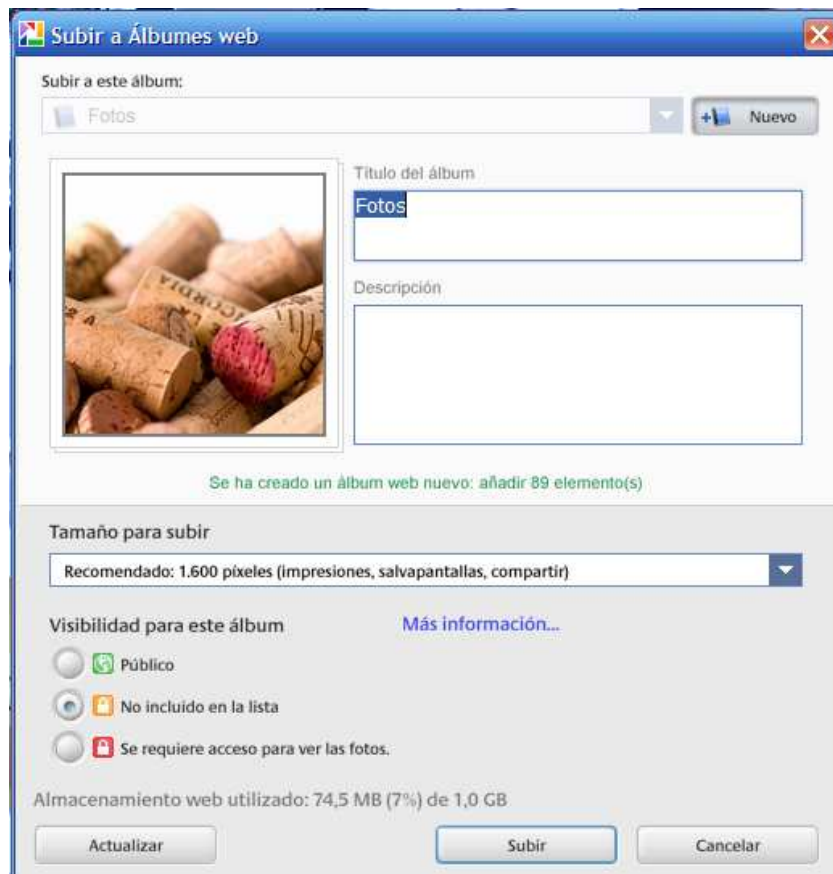 Subir a Álbumes web
Subir a este álbum:
Fotos
Nuevo
Título del álbum
Fotos
Descripción
Se ha creado un álbum web nuevo: añadir 89 elemento(s)
Tamaño para subir
Recomendado: 1.600 píxeles (impresiones, salvapantallas, compartir)
Visibilidad para este álbum
Más información...
Público
No incluido en la lista
Se requiere acceso para ver las fotos.
Almacenamiento web utilizado: 74,5 MB (7%) de 1,0 GB
Actualizar
Subir
Cancelar